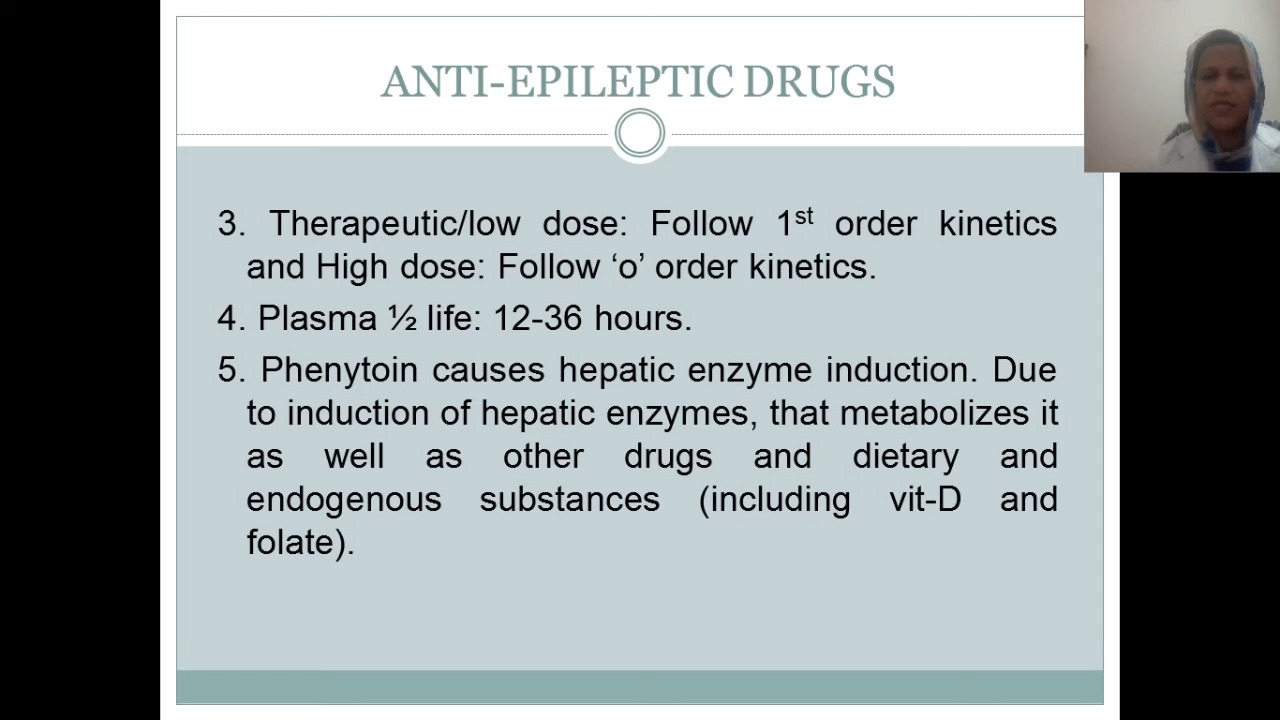 ANTI-EPILEPTIC DRUGS
3. Therapeutic/low dose: Follow 1st order kinetics
and High dose: Follow ‘o’ order kinetics.
4. Plasma ½ life: 12-36 hours.
5. Phenytoin causes hepatic enzyme induction. Due
to induction of hepatic enzymes, that metabolizes it
as well as other drugs and dietary and
endogenous substances (including vit-D and
folate).